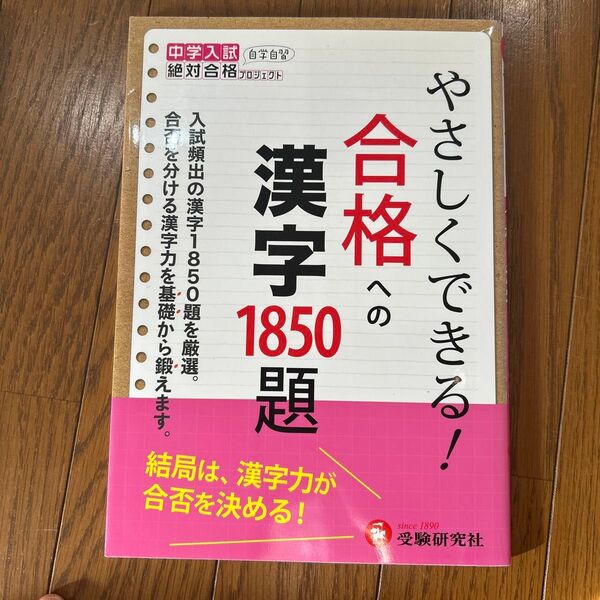 中学入試
自学自習
絶対合格プロジェクト
やさしくできる!
合格への
漢字
1850
題
入試頻出の漢字1850題を厳選。
合否を分ける漢字力を基礎から鍛えます。
結局は、漢字力が
合否を決める!
since 1890
受験研究社